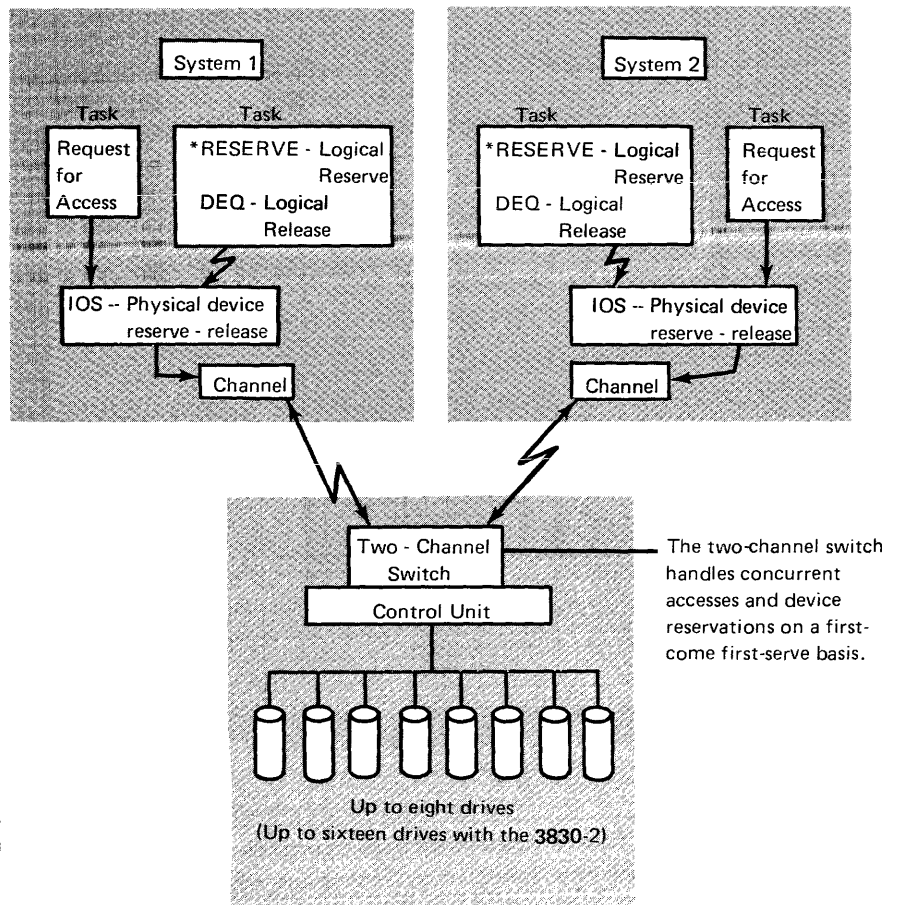 System 1
Task
Request
for
Access
Task
*RESERVE - Logical
Reserve
DEQ - Logical
Release
IOS -- Physical device
reserve - release
Channel
System 2
Task
*RESERVE - Logical
Reserve
DEQ - Logical
Release
Task
Request
for
Access
IOS -- Physical device
reserve - release
Channel
Two - Channel
Switch
Control Unit
The two-channel switch
handles concurrent
accesses and device
reservations on a first-
come first-serve basis.
Up to eight drives
(Up to sixteen drives with the 3830-2)